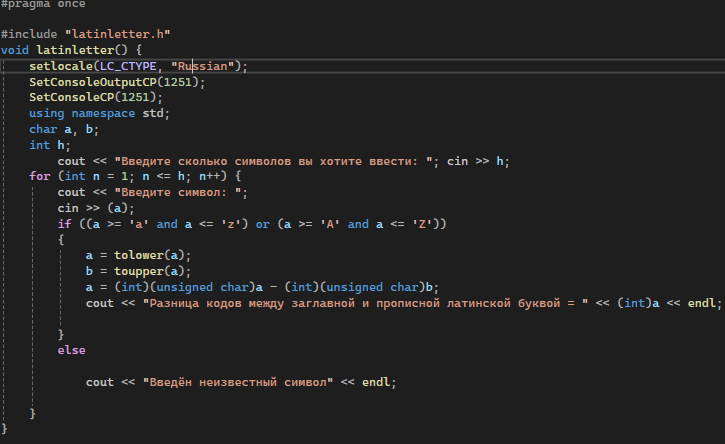 #pragma once
#include "latinletter.h"
void latinletter() {
setlocale(LC_CTYPE, "Russian");
SetConsoleOutputCP(1251);
SetConsoleCP(1251);
using namespace std;
char a, b;
int h;
cout << "Введите сколько символов вы хотите ввести: "; cin >> h;
for (int n = 1; n <= h; n++) {
cout << "Введите символ: ";
cin >> (a);
if ((a >= 'a' and a <= 'z') or (a >= 'A' and a <= 'Z'))
{
a = tolower(a);
b = toupper(a);
a = (int)(unsigned char)a - (int)(unsigned char)b;
cout << "Разница кодов между заглавной и прописной латинской буквой = " << (int)a << endl;
}
else
cout << "Введён неизвестный символ" << endl;
}
}